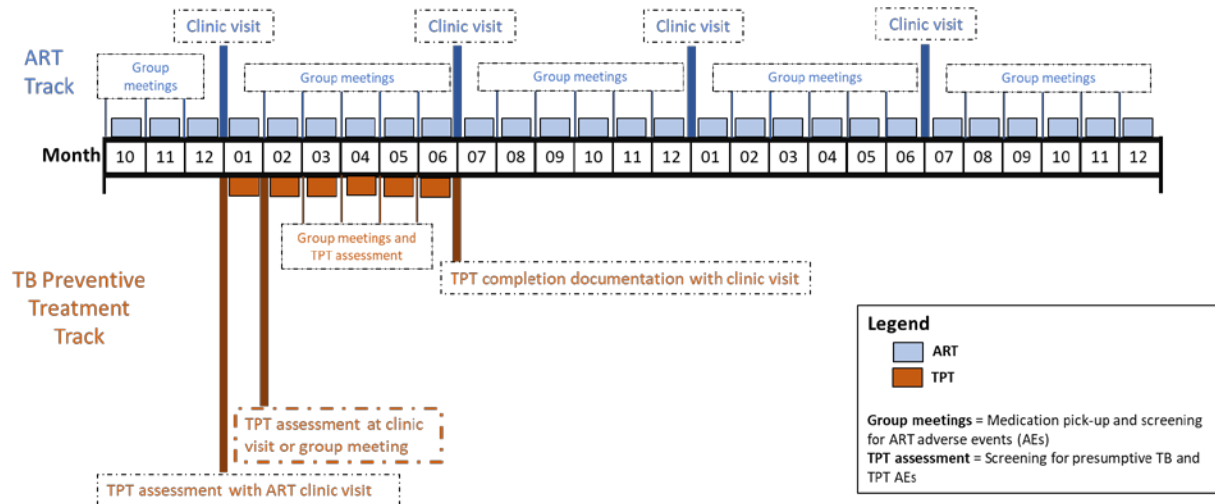 Clinic visit
Clinic visit
Clinic visit
Clinic visit
ART
Track
Group
meetings
Group meetings
Group meetings
Group meetings
Group meetings
Month
10 11 12 01 02 03 04 05 06 07 08 09 10 11 12 01 02 03 04 05 06 07 08 09 10 11 12
Group meetings and
TPT assessment
TPT completion documentation with clinic visit
TB Preventive
Treatment
Track
TPT assessment at clinic
visit or group meeting
TPT assessment with ART clinic visit
Legend
ART
TPT
Group meetings = Medication pick-up and screening
for ART adverse events (AEs)
TPT assessment = Screening for presumptive TB and
TPT AEs